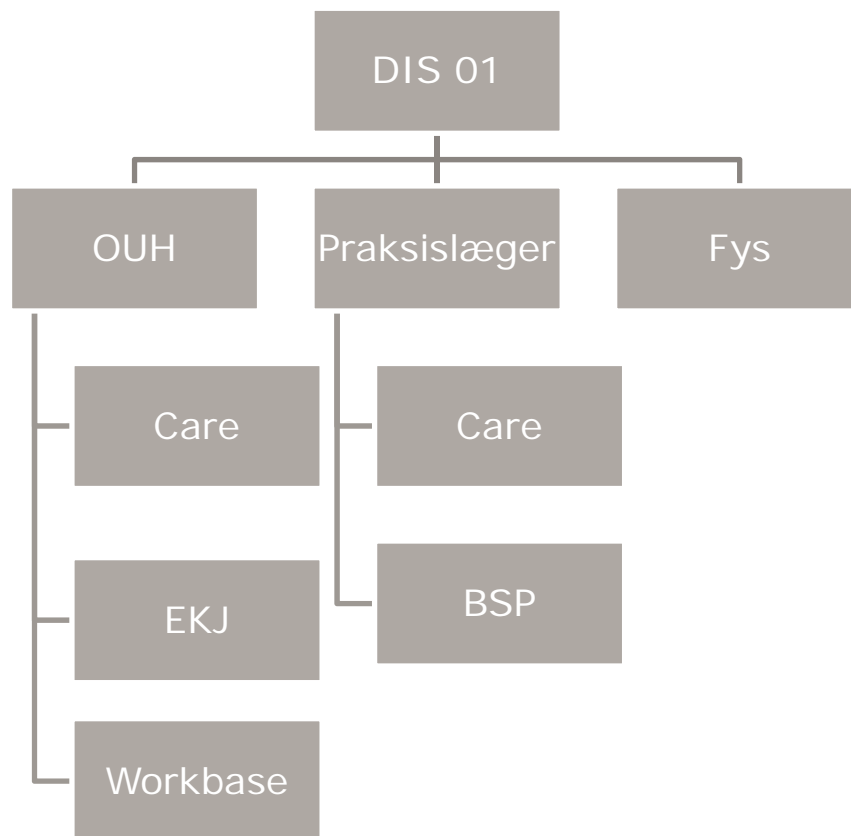 DIS 01
OUH
Praksislæger
Fys
Care
Care
EKJ
BSP
Workbase